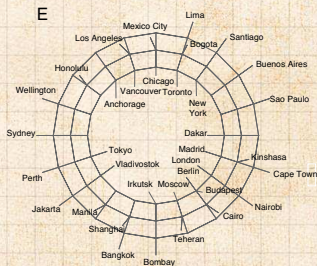 E
Lima
Mexico City
Los Angeles
Bogota
Santiago
Honolulu
Buenos Aires
Chicago
Wellington
Vancouver
Toronto
Anchorage
New
York
Sao Paulo
Sydney
Dakar
Tokyo
Madrid
London
Kinshasa
Vladivostok
Berlin
Cape Town
Perth
Irkutsk
Moscow
Budapest
Jakarta
Manila
Nairobi
Cairo
Shanghai
Teheran
Bangkok
Bombay